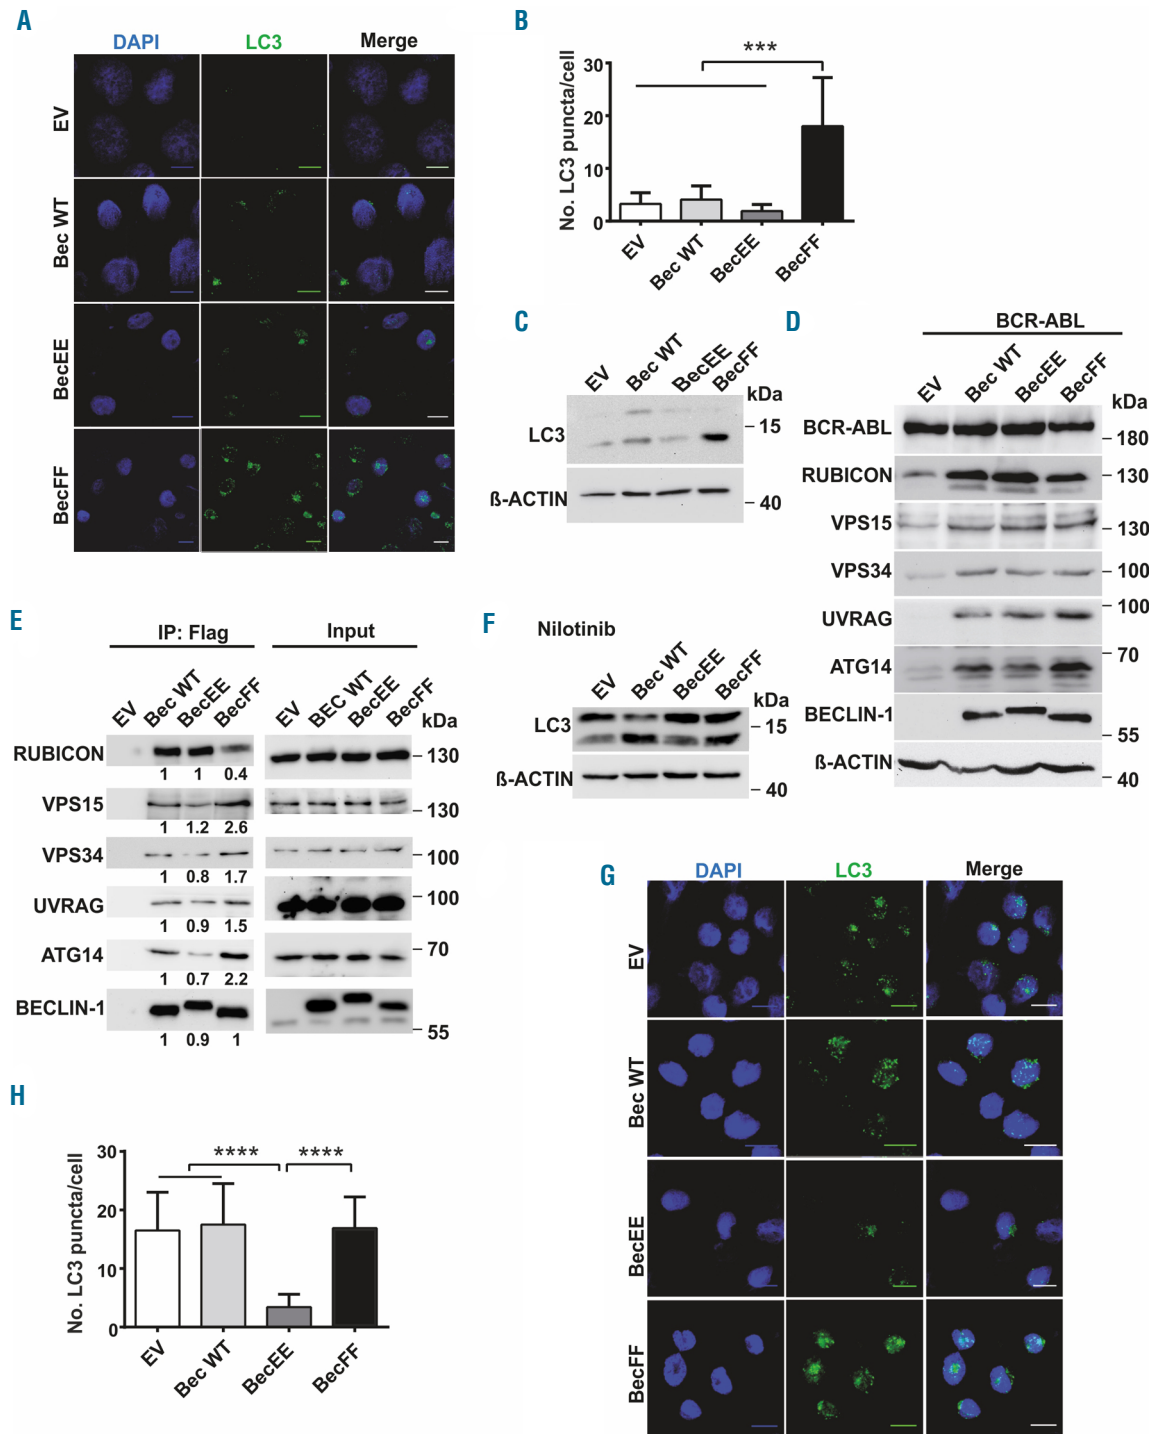 A
DAPI LC3 Merge
EV
Bec WT
BecEE
BecFF
B
No. LC3 puncta/cell
30
20
10
0
***
EV Bec WT BecEE BecFF
C
EV Bec WT BecEE BecFF
kDa
LC3
– 15
ß-ACTIN
– 40
D
BCR-ABL
EV Bec WT BecEE BecFF
kDa
BCR-ABL
– 180
RUBICON
– 130
VPS15
– 130
VPS34
– 100
UVRAG
– 100
ATG14
– 70
BECLIN-1
– 55
ß-ACTIN
– 40
E
IP: Flag Input
EV Bec WT BecEE BecFF EV BEC WT BecEE BecFF
kDa
RUBICON
– 130
1 1 0.4
VPS15
– 130
1 1.2 2.6
VPS34
– 100
1 0.8 1.7
UVRAG
– 100
1 0.9 1.5
ATG14
– 70
1 0.7 2.2
BECLIN-1
– 55
1 0.9 1
F
Nilotinib
EV Bec WT BecEE BecFF
kDa
LC3
– 15
ß-ACTIN
– 40
G
DAPI LC3 Merge
EV
Bec WT
BecEE
BecFF
H
No. LC3 puncta/cell
30
20
10
0
**** ****
EV Bec WT BecEE BecFF